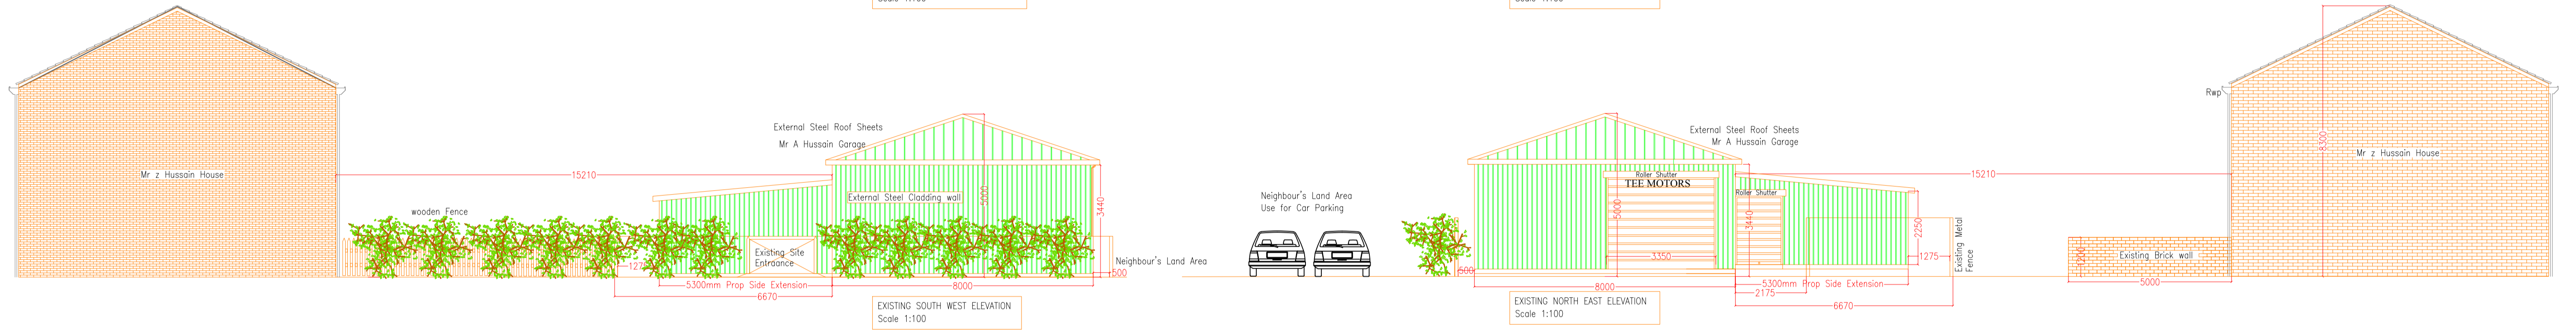 Scale 1:100
Scale 1:100
Mr z Hussain House
15210
wooden Fence
External Steel Roof Sheets
Mr A Hussain Garage
External Steel Cladding wall
5000
3440
Existing Site
Entraance
127
5300mm Prop Side Extension
6670
8000
500
Neighbour's Land Area
EXISTING SOUTH WEST ELEVATION
Scale 1:100
Neighbour's Land Area
Use for Car Parking
External Steel Roof Sheets
Mr A Hussain Garage
Roller Shutter
TEE MOTORS
Roller Shutter
5000
3440
3350
500
8000
15210
2250
1275
Existing Metal
Fence
5300mm Prop Side Extension
2175
6670
EXISTING NORTH EAST ELEVATION
Scale 1:100
1200
Existing Brick wall
5000
Rwp
8300
Mr z Hussain House